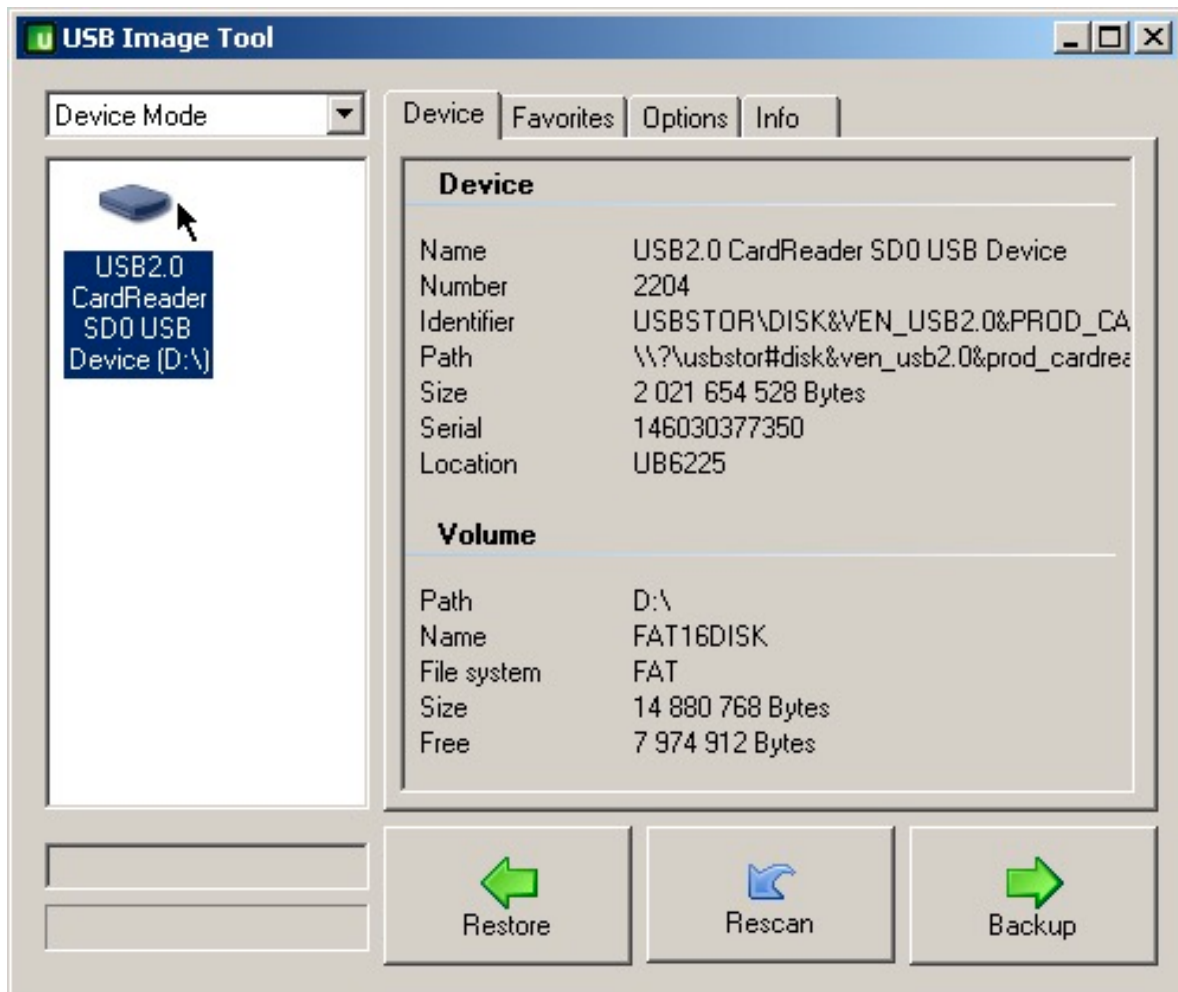 USB Image Tool
Device Mode
Device Favorites Options Info
USB2.0
CardReader
SD0 USB
Device (D:\)
Device
Name USB2.0 CardReader SD0 USB Device
Number 2204
Identifier USBSTOR\DISK&VEN_USB2.0&PROD_CA
Path \\?\usbstor#disk&ven_usb2.0&prod_cardrea
Size 2 021 654 528 Bytes
Serial 146030377350
Location UB6225
Volume
Path D:\
Name FAT16DISK
File system FAT
Size 14 880 768 Bytes
Free 7 974 912 Bytes
Restore Rescan Backup